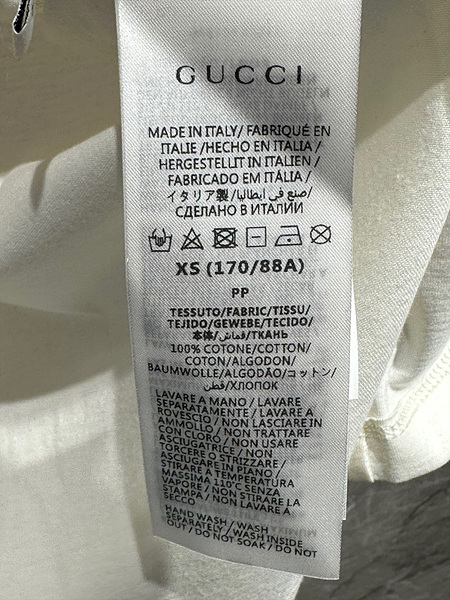 GUCCI
MADE IN ITALY/ FABRIQUÉ EN
ITALIE /HECHO EN ITALIA /
HERGESTELLT IN ITALIEN /
FABRICADO EM ITÁLIA /
イタリア製 /صنع في ايطاليا/
СДЕЛАНО В ИТАЛИИ
XS (170/88A)
PP
TESSUTO/FABRIC/TISSU/
TEJIDO/GEWEBE/TECIDO/
本体/قماش/ТКАНЬ
100% COTONE/COTTON/
COTON/ALGODON/
BAUMWOLLE/ALGODÃO/コットン/
قطن/ХЛОПОК
LAVARE A MANO / LAVARE
SEPARATAMENTE / LAVARE A
ROVESCIO / NON LASCIARE IN
AMMOLLO / NON TRATTARE
CON CLORO / NON USARE
ASCIUGATRICE / NON
TORCERE O STRIZZARE /
ASCIUGARE IN PIANO /
STIRARE A TEMPERATURA
MASSIMA 110°C SENZA
VAPORE / NON STIRARE LA
STAMPA / NON LAVARE A
SECCO
HAND WASH / WASH
SEPARATELY / WASH INSIDE
OUT / DO NOT SOAK / DO NOT